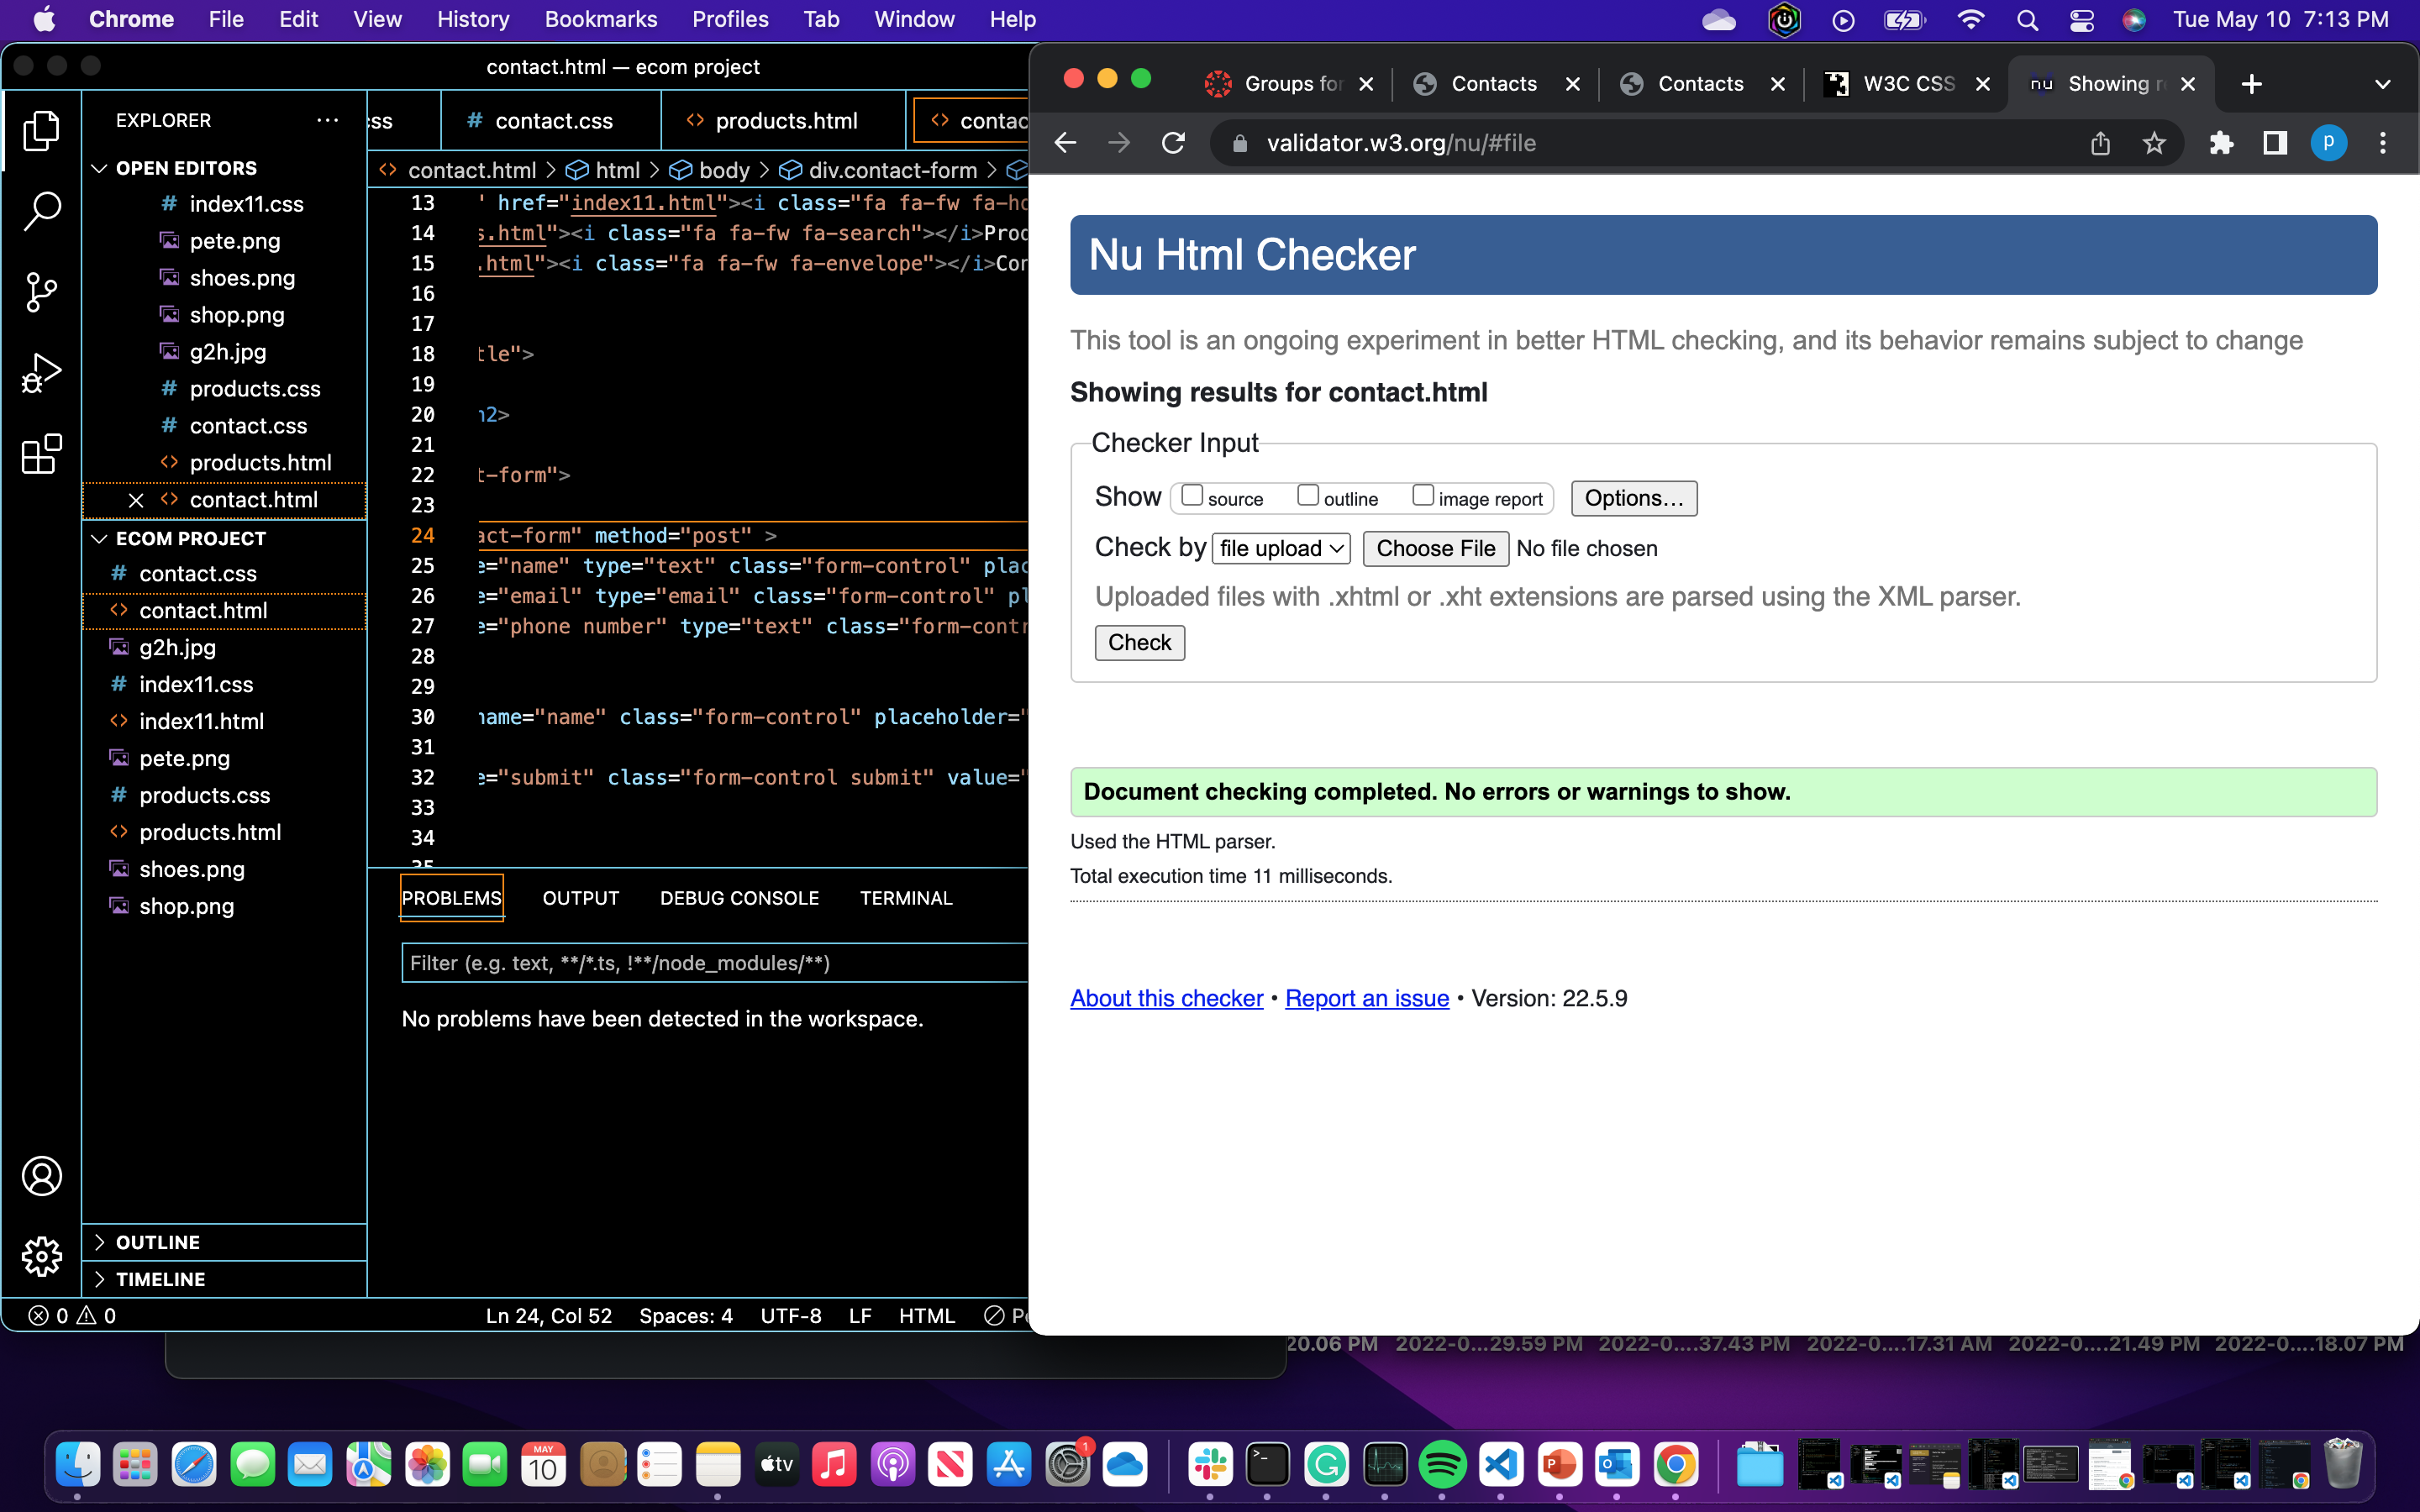 Chrome File Edit View History Bookmarks Profiles Tab Window Help Tue May 10 7:13 PM
contact.html — ecom project
EXPLORER
OPEN EDITORS
# index11.css
pete.png
shoes.png
shop.png
g2h.jpg
# products.css
# contact.css
<> products.html
<> contact.html
ECOM PROJECT
# contact.css
<> contact.html
g2h.jpg
# index11.css
<> index11.html
pete.png
# products.css
<> products.html
shoes.png
shop.png
OUTLINE
TIMELINE
# contact.css <> products.html
<> contact.html > html > body > div.contact-form >
13 " href="index11.html"><i class="fa fa-fw
14 s.html"><i class="fa fa-fw fa-search"></i>
15 .html"><i class="fa fa-fw fa-envelope"></i>
16
17
18 tle">
19
20 h2>
21
22 t-form">
23
24 act-form" method="post" >
25 e="name" type="text" class="form-control"
26 e="email" type="email" class="form-control"
27 e="phone number" type="text"
28
29
30 name="name" class="form-control" placeholder="
31
32 e="submit" class="form-control submit" value="
33
34
35
PROBLEMS OUTPUT DEBUG CONSOLE TERMINAL
Filter (e.g. text, **/*.ts, !**/node_modules/**)
No problems have been detected in the workspace.
0 0 Ln 24, Col 52 Spaces: 4 UTF-8 LF HTML
Groups for Contacts Contacts W3C CSS Showing
validator.w3.org/nu/#file
Nu Html Checker
This tool is an ongoing experiment in better HTML checking, and its behavior remains subject to change
Showing results for contact.html
Checker Input
Show source outline image report Options...
Check by file upload Choose File No file chosen
Uploaded files with .xhtml or .xht extensions are parsed using the XML parser.
Check
Document checking completed. No errors or warnings to show.
Used the HTML parser.
Total execution time 11 milliseconds.
About this checker • Report an issue • Version: 22.5.9
20.06 PM 2022-0...29.59 PM 2022-0....37.43 PM 2022-0....17.31 AM 2022-0....21.49 PM 2022-0....18.07 PM
MAY
10
tv
1